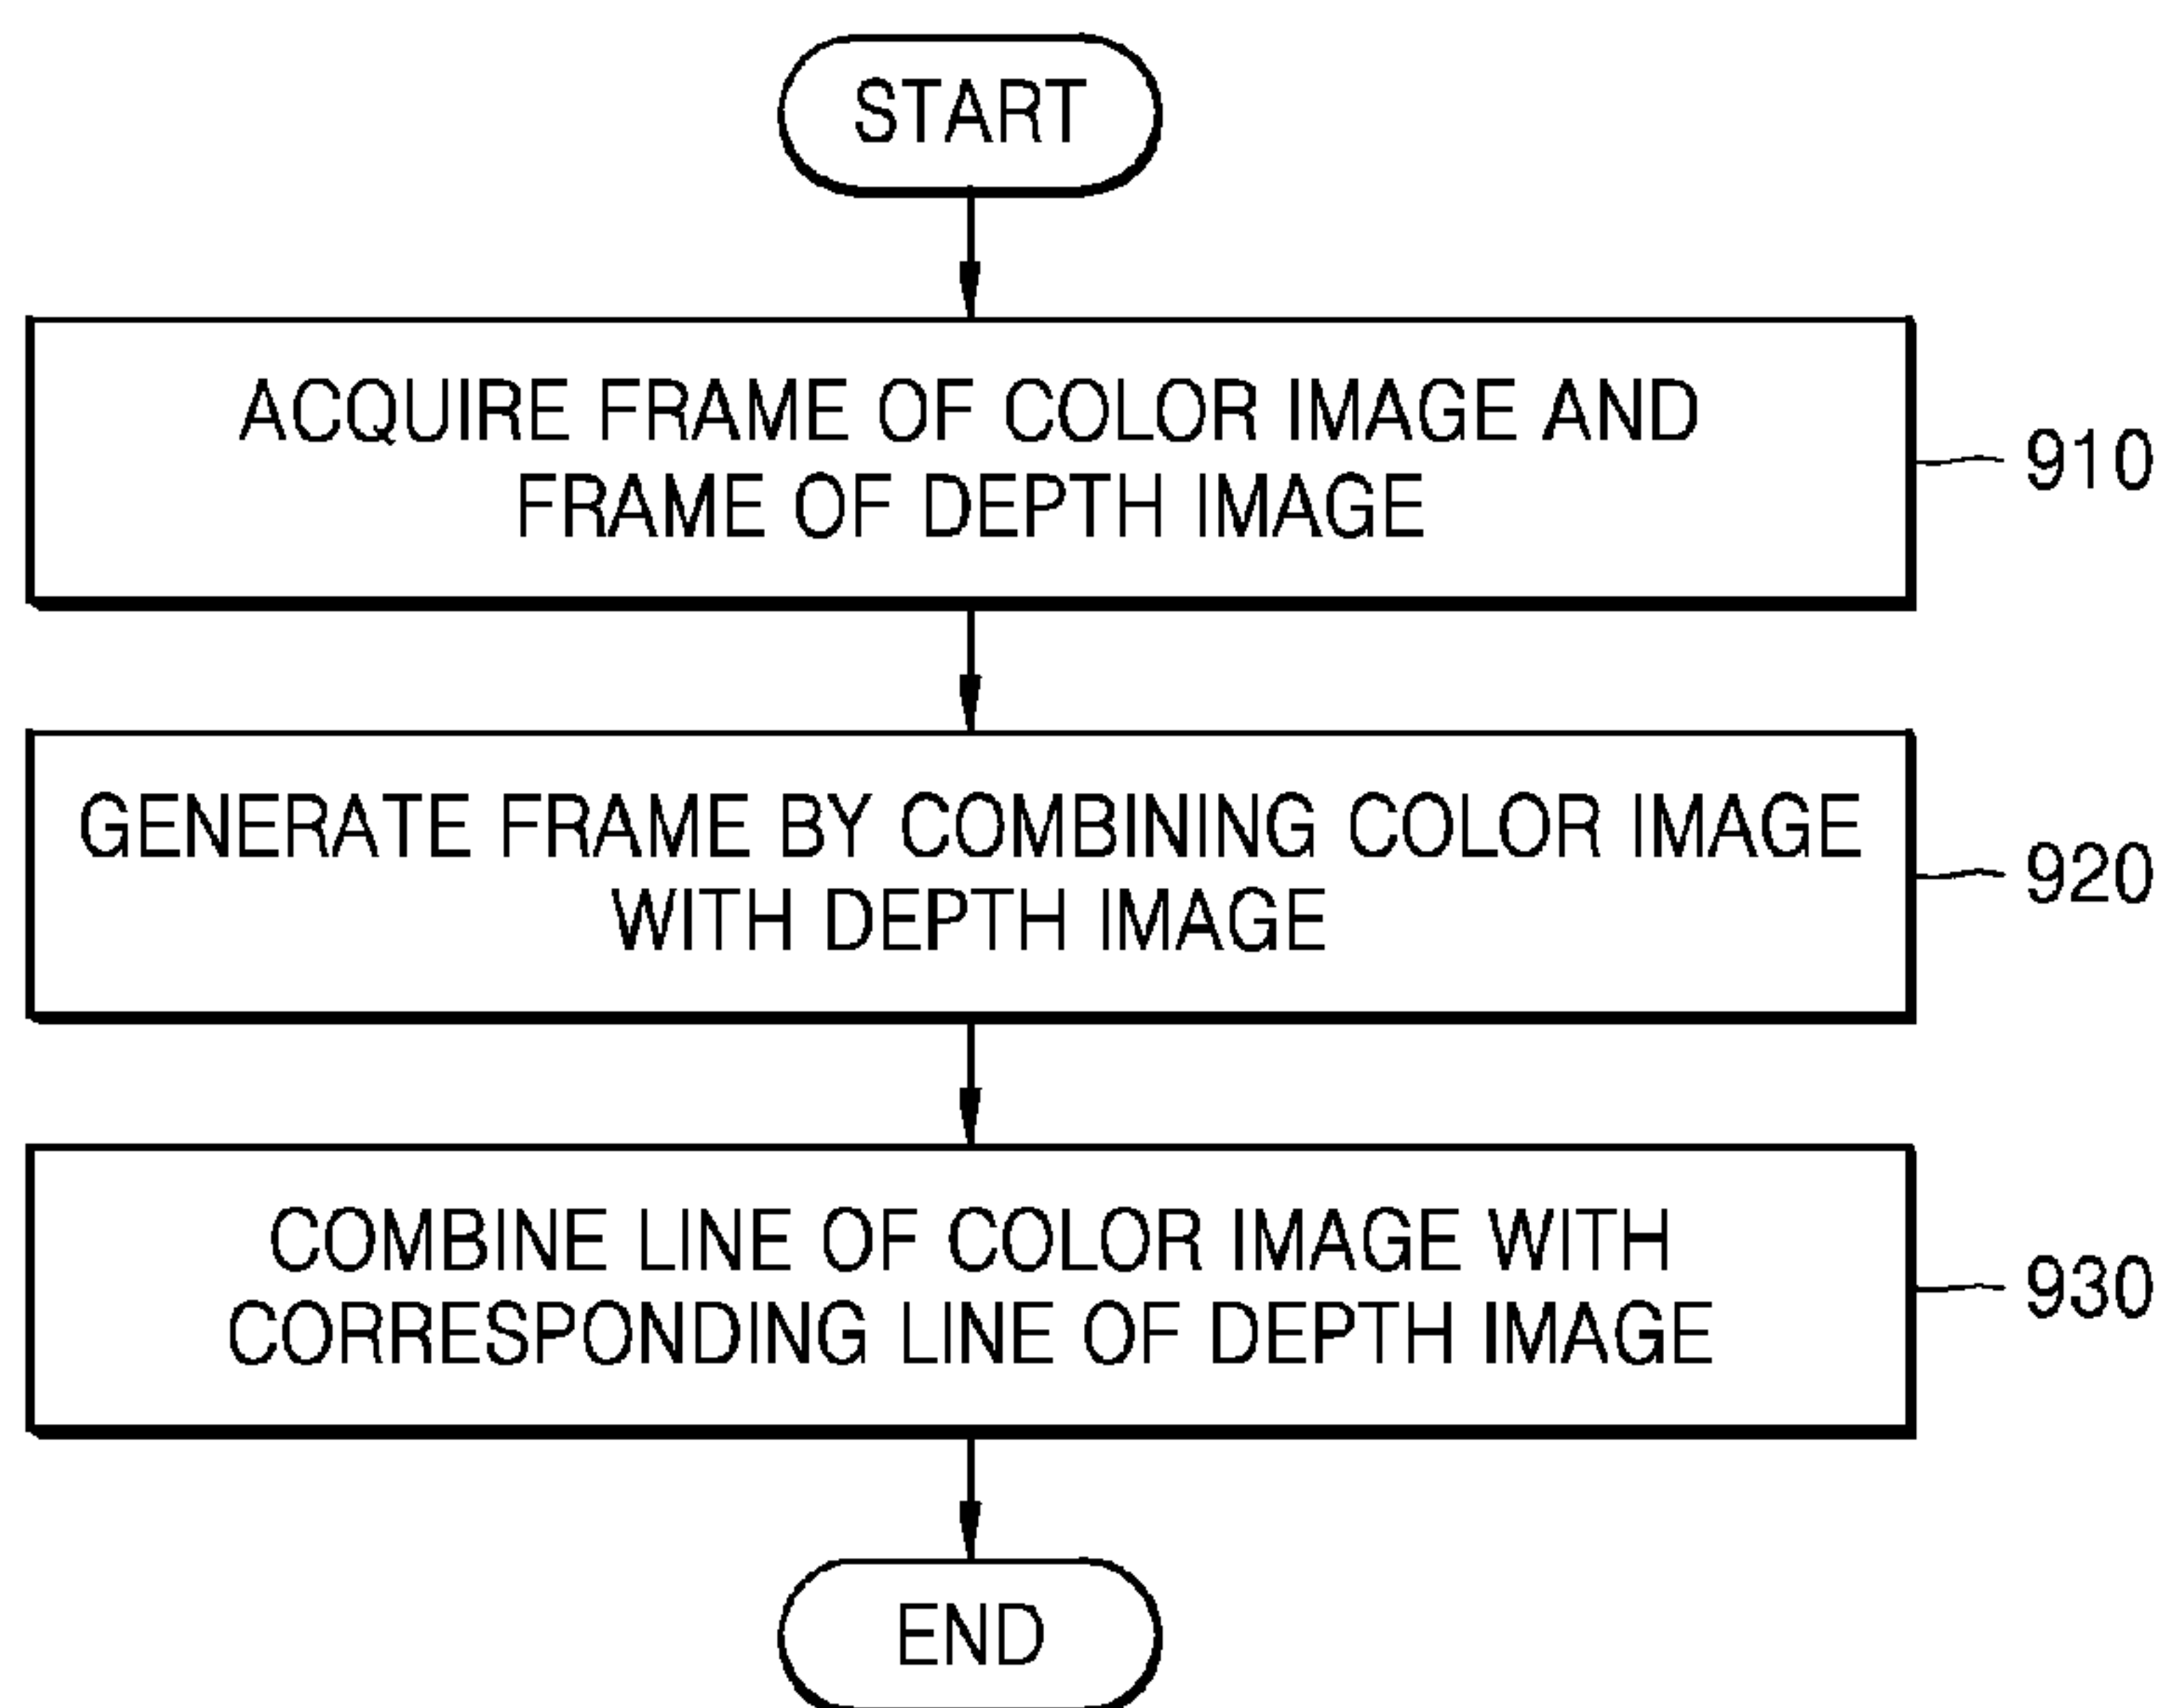 START
ACQUIRE FRAME OF COLOR IMAGE AND
FRAME OF DEPTH IMAGE
910
GENERATE FRAME BY COMBINING COLOR IMAGE
WITH DEPTH IMAGE
920
COMBINE LINE OF COLOR IMAGE WITH
CORRESPONDING LINE OF DEPTH IMAGE
930
END